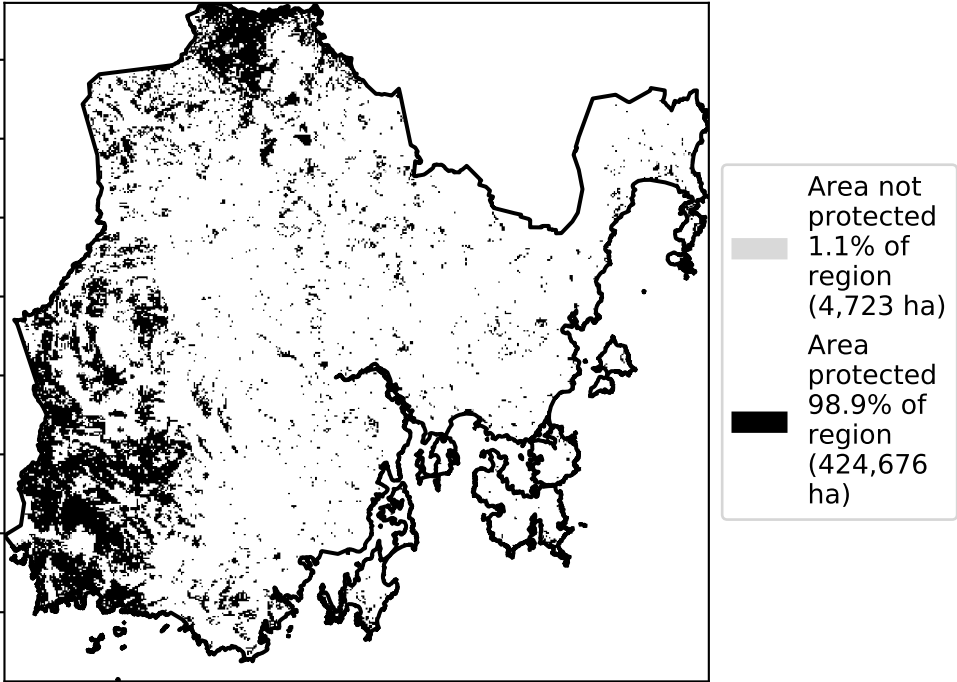 Area not
protected
1.1% of
region
(4,723 ha)
Area
protected
98.9% of
region
(424,676
ha)